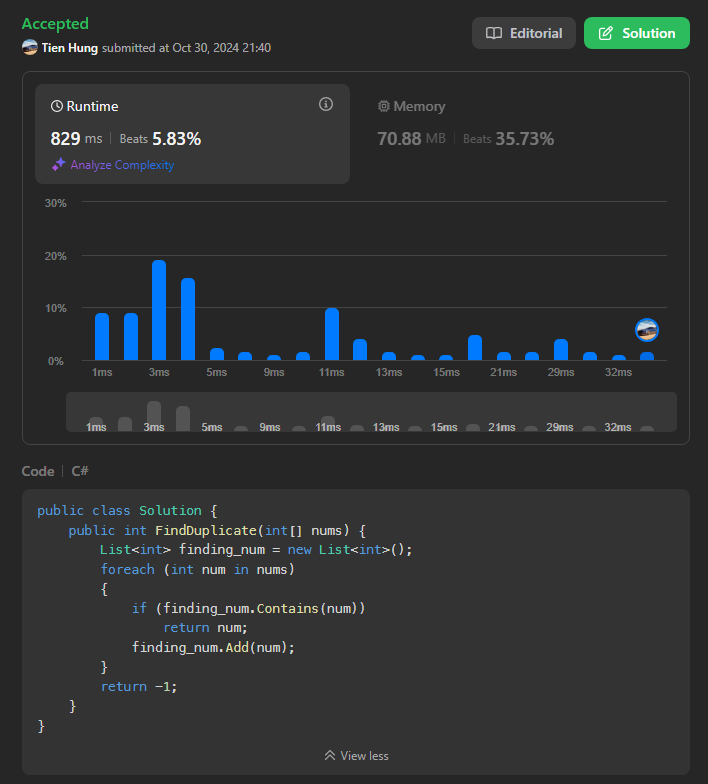 Accepted
Tien Hung submitted at Oct 30, 2024 21:40
Editorial
Solution
Runtime
829 ms | Beats 5.83%
Analyze Complexity
Memory
70.88 MB | Beats 35.73%
30%
20%
10%
0%
1ms 3ms 5ms 9ms 11ms 13ms 15ms 21ms 29ms 32ms
1ms 3ms 5ms 9ms 11ms 13ms 15ms 21ms 29ms 32ms
Code | C#
public class Solution {
    public int FindDuplicate(int[] nums) {
        List<int> finding_num = new List<int>();
        foreach (int num in nums)
        {
            if (finding_num.Contains(num))
                return num;
            finding_num.Add(num);
        }
        return -1;
    }
}
View less